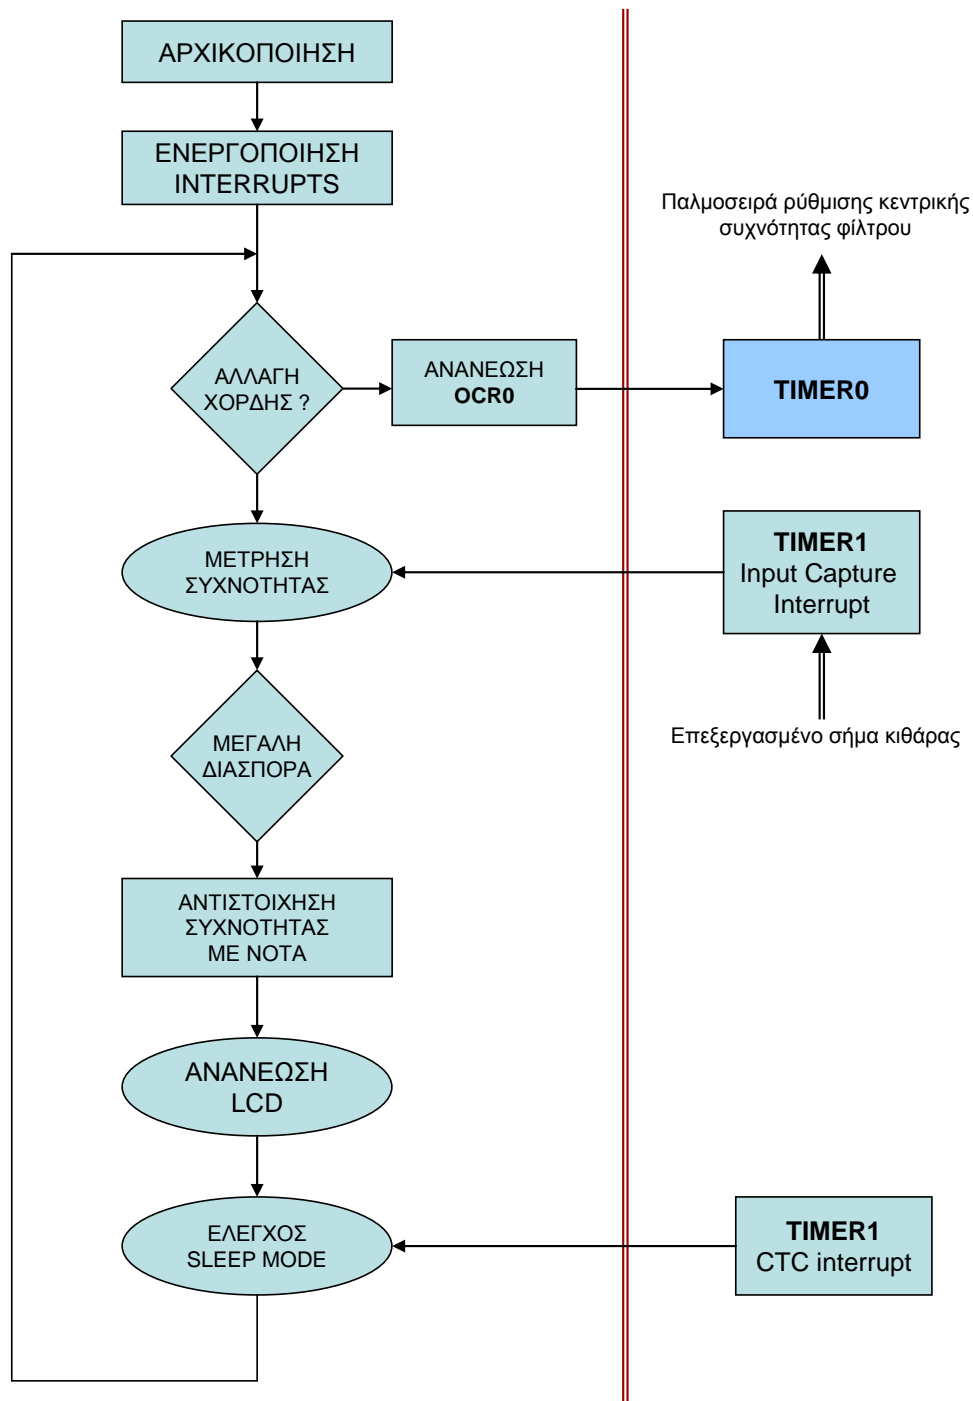 ΑΡΧΙΚΟΠΟΙΗΣΗ
ΕΝΕΡΓΟΠΟΙΗΣΗ
INTERRUPTS
Παλμοσειρά ρύθμισης κεντρικής
συχνότητας φίλτρου
ΑΛΛΑΓΗ
ΧΟΡΔΗΣ ?
ΑΝΑΝΕΩΣΗ
OCR0
TIMER0
ΜΕΤΡΗΣΗ
ΣΥΧΝΟΤΗΤΑΣ
TIMER1
Input Capture
Interrupt
Επεξεργασμένο σήμα κιθάρας
ΜΕΓΑΛΗ
ΔΙΑΣΠΟΡΑ
ΑΝΤΙΣΤΟΙΧΗΣΗ
ΣΥΧΝΟΤΗΤΑΣ
ΜΕ ΝΟΤΑ
ΑΝΑΝΕΩΣΗ
LCD
ΕΛΕΓΧΟΣ
SLEEP MODE
TIMER1
CTC interrupt